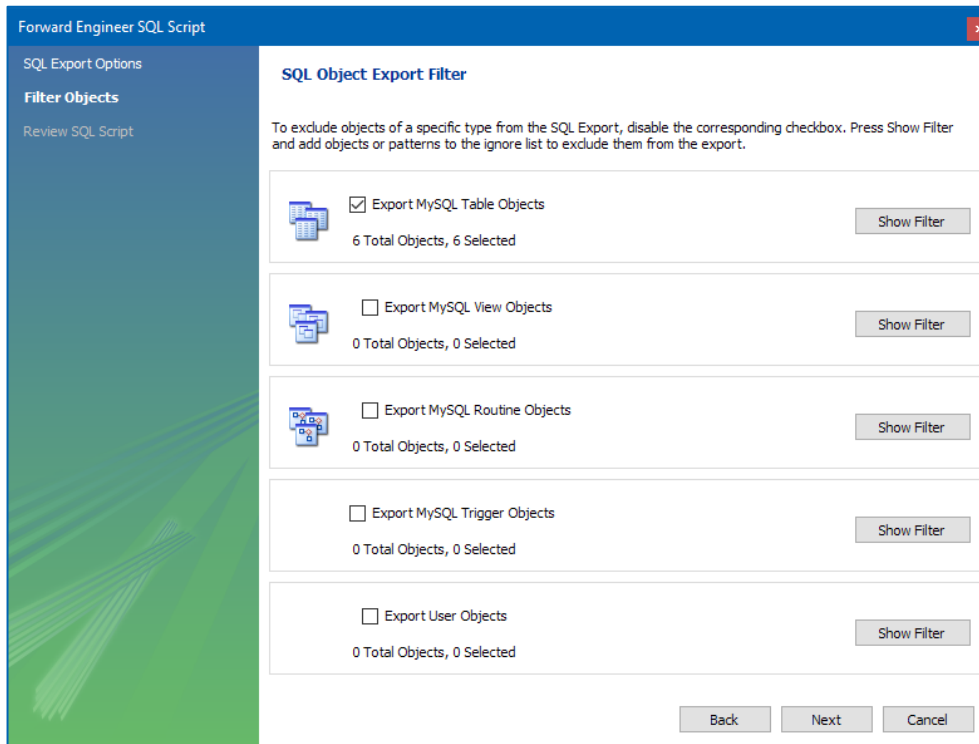 Forward Engineer SQL Script
SQL Export Options
Filter Objects
Review SQL Script
SQL Object Export Filter
To exclude objects of a specific type from the SQL Export, disable the corresponding checkbox. Press Show Filter
and add objects or patterns to the ignore list to exclude them from the export.
Export MySQL Table Objects
6 Total Objects, 6 Selected
Show Filter
Export MySQL View Objects
0 Total Objects, 0 Selected
Show Filter
Export MySQL Routine Objects
0 Total Objects, 0 Selected
Show Filter
Export MySQL Trigger Objects
0 Total Objects, 0 Selected
Show Filter
Export User Objects
0 Total Objects, 0 Selected
Show Filter
Back Next Cancel